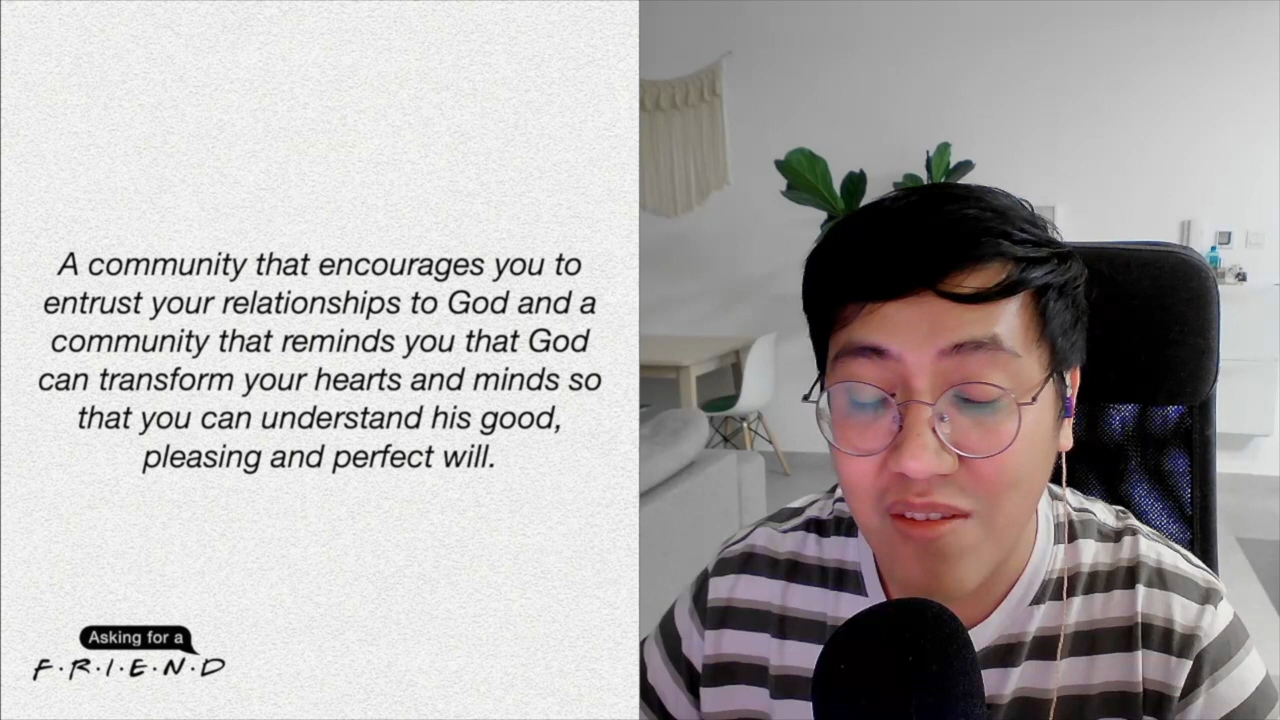 A community that encourages you to
entrust your relationships to God and a
community that reminds you that God
can transform your hearts and minds so
that you can understand his good,
pleasing and perfect will.
Asking for a
F·R·I·E·N·D